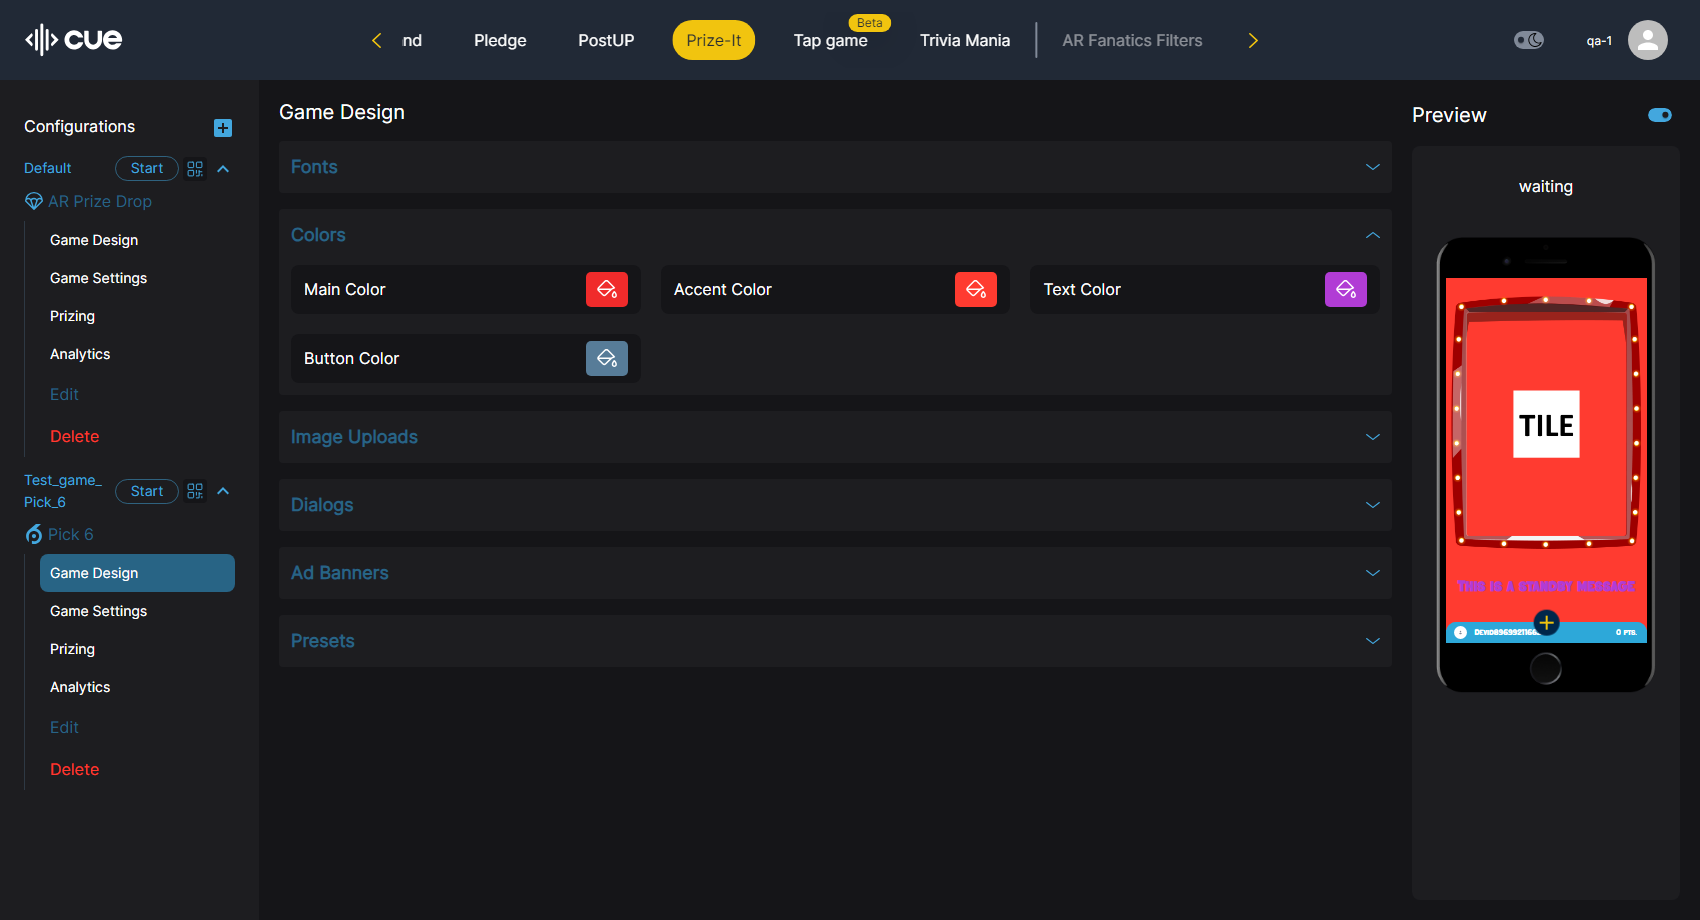 cue
nd
Pledge
PostUP
Prize-It
Beta
Tap game
Trivia Mania
AR Fanatics Filters
qa-1
Configurations
Default
Start
AR Prize Drop
Game Design
Game Settings
Prizing
Analytics
Edit
Delete
Test_game_
Pick_6
Start
Pick 6
Game Design
Game Settings
Prizing
Analytics
Edit
Delete
Game Design
Fonts
Colors
Main Color
Accent Color
Text Color
Button Color
Image Uploads
Dialogs
Ad Banners
Presets
Preview
waiting
TILE
This is a standby message
0 pts.